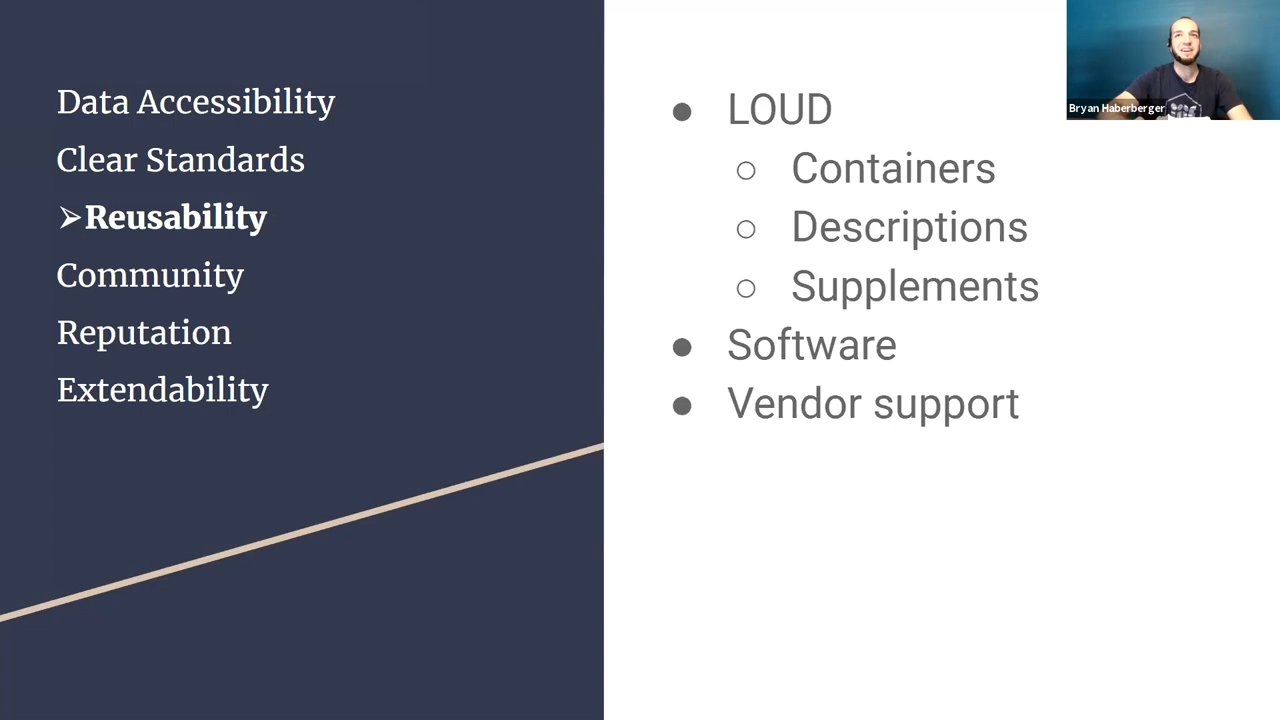 Data Accessibility
Clear Standards
➢Reusability
Community
Reputation
Extendability
● LOUD
○ Containers
○ Descriptions
○ Supplements
● Software
● Vendor support
Bryan Haberberger